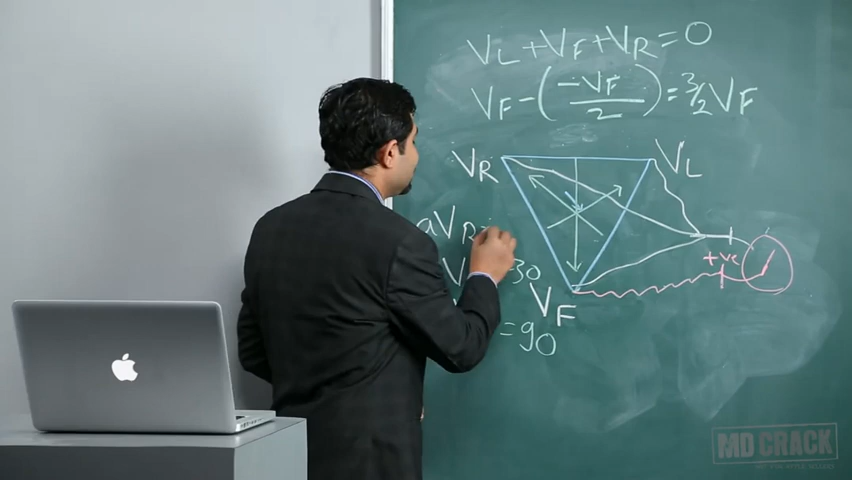 VL + VF + VR = 0
VF - (-VF/2) = 3/2 VF
VR
VL
aVR =
V
=30
+ve
VF
=90
MD CRACK